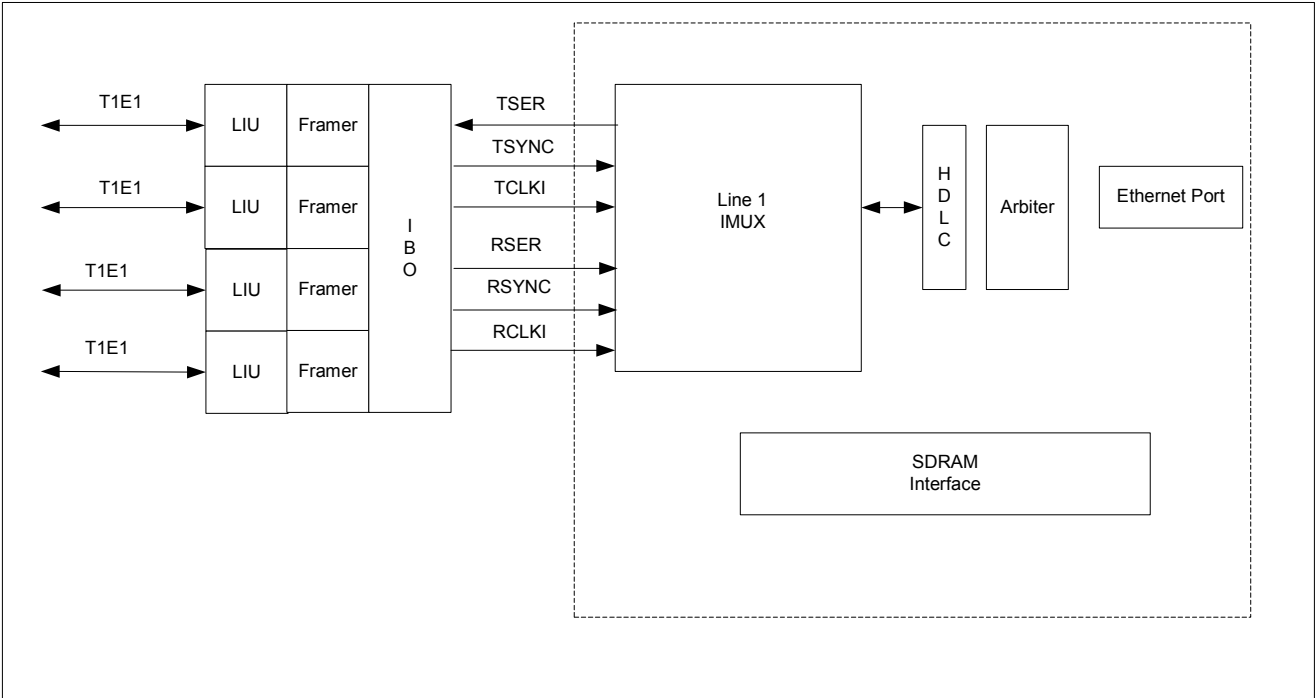 T1E1
LIU
Framer
T1E1
LIU
Framer
T1E1
LIU
Framer
T1E1
LIU
Framer
I
B
O
TSER
TSYNC
TCLKI
RSER
RSYNC
RCLKI
Line 1
IMUX
H
D
L
C
Arbiter
Ethernet Port
SDRAM
Interface